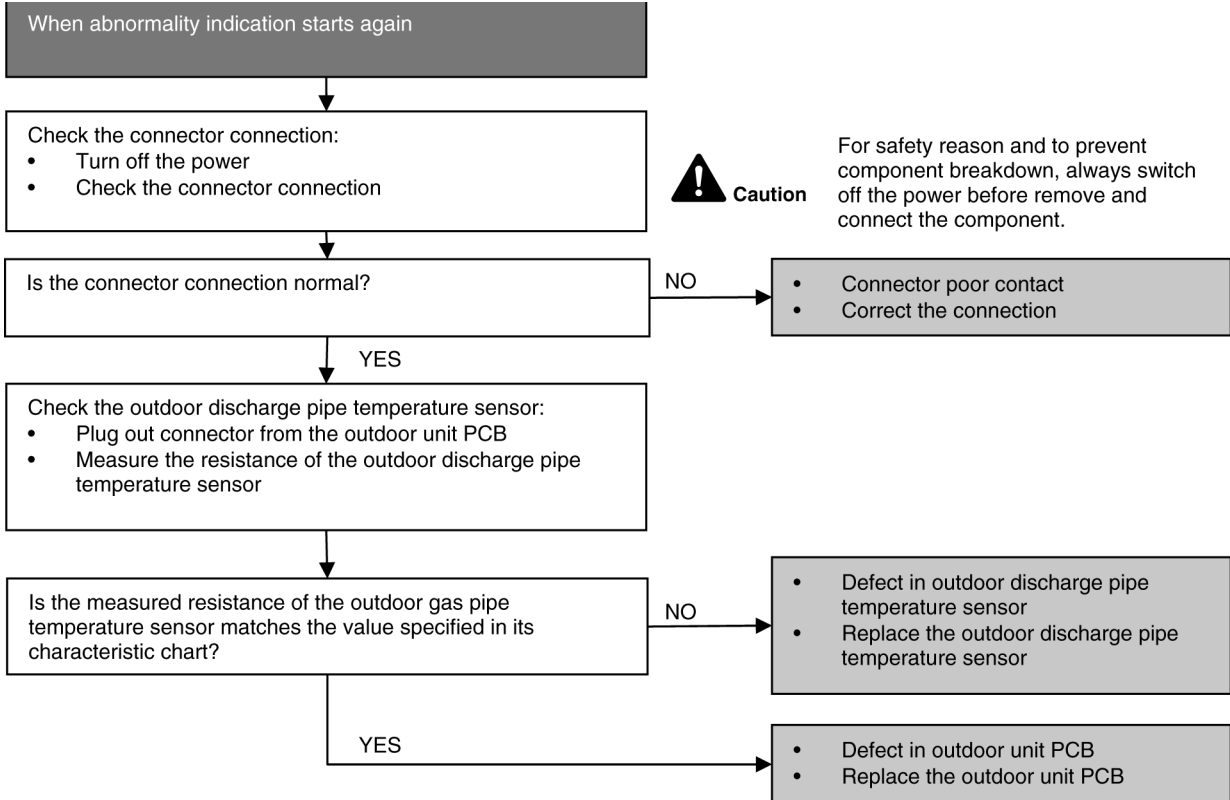 When abnormality indication starts again
Check the connector connection:
• Turn off the power
• Check the connector connection
Caution
For safety reason and to prevent
component breakdown, always switch
off the power before remove and
connect the component.
Is the connector connection normal?
NO
• Connector poor contact
• Correct the connection
YES
Check the outdoor discharge pipe temperature sensor:
• Plug out connector from the outdoor unit PCB
• Measure the resistance of the outdoor discharge pipe
temperature sensor
Is the measured resistance of the outdoor gas pipe
temperature sensor matches the value specified in its
characteristic chart?
NO
• Defect in outdoor discharge pipe
temperature sensor
• Replace the outdoor discharge pipe
temperature sensor
YES
• Defect in outdoor unit PCB
• Replace the outdoor unit PCB